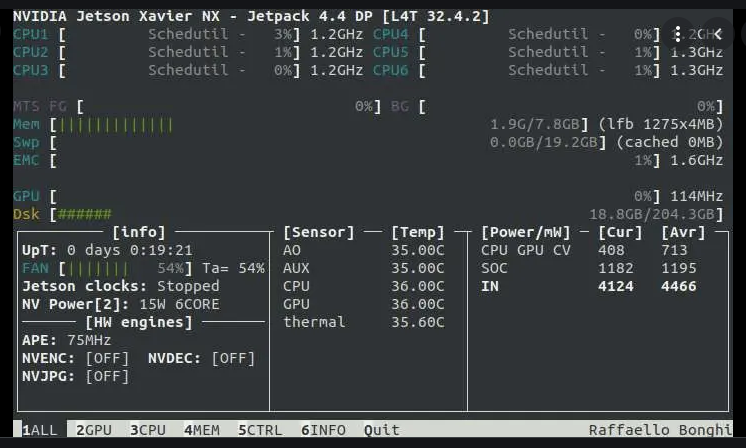 NVIDIA Jetson Xavier NX - Jetpack 4.4 DP [L4T 32.4.2]
CPU1 [ Schedutil - 3%] 1.2GHz CPU4 [ Schedutil - 0%] 1.2GHz
CPU2 [ Schedutil - 1%] 1.2GHz CPU5 [ Schedutil - 1%] 1.3GHz
CPU3 [ Schedutil - 0%] 1.2GHz CPU6 [ Schedutil - 1%] 1.3GHz
MTS FG [ 0%] BG [ 0%]
Mem [||||||||||||| 1.9G/7.8GB] (lfb 1275x4MB)
Swp [ 0.0GB/19.2GB] (cached 0MB)
EMC [ 1%] 1.6GHz
GPU [ 0%] 114MHz
Dsk [###### 18.8GB/204.3GB]
[info] [Sensor] [Temp] [Power/mW] [Cur] [Avr]
UpT: 0 days 0:19:21 AO 35.00C CPU GPU CV 408 713
FAN [||||||| 54%] Ta= 54% AUX 35.00C SOC 1182 1195
Jetson clocks: Stopped CPU 36.00C IN 4124 4466
NV Power[2]: 15W 6CORE GPU 36.00C
[HW engines] thermal 35.60C
APE: 75MHz
NVENC: [OFF] NVDEC: [OFF]
NVJPG: [OFF]
1ALL 2GPU 3CPU 4MEM 5CTRL 6INFO Quit Raffaello Bonghi